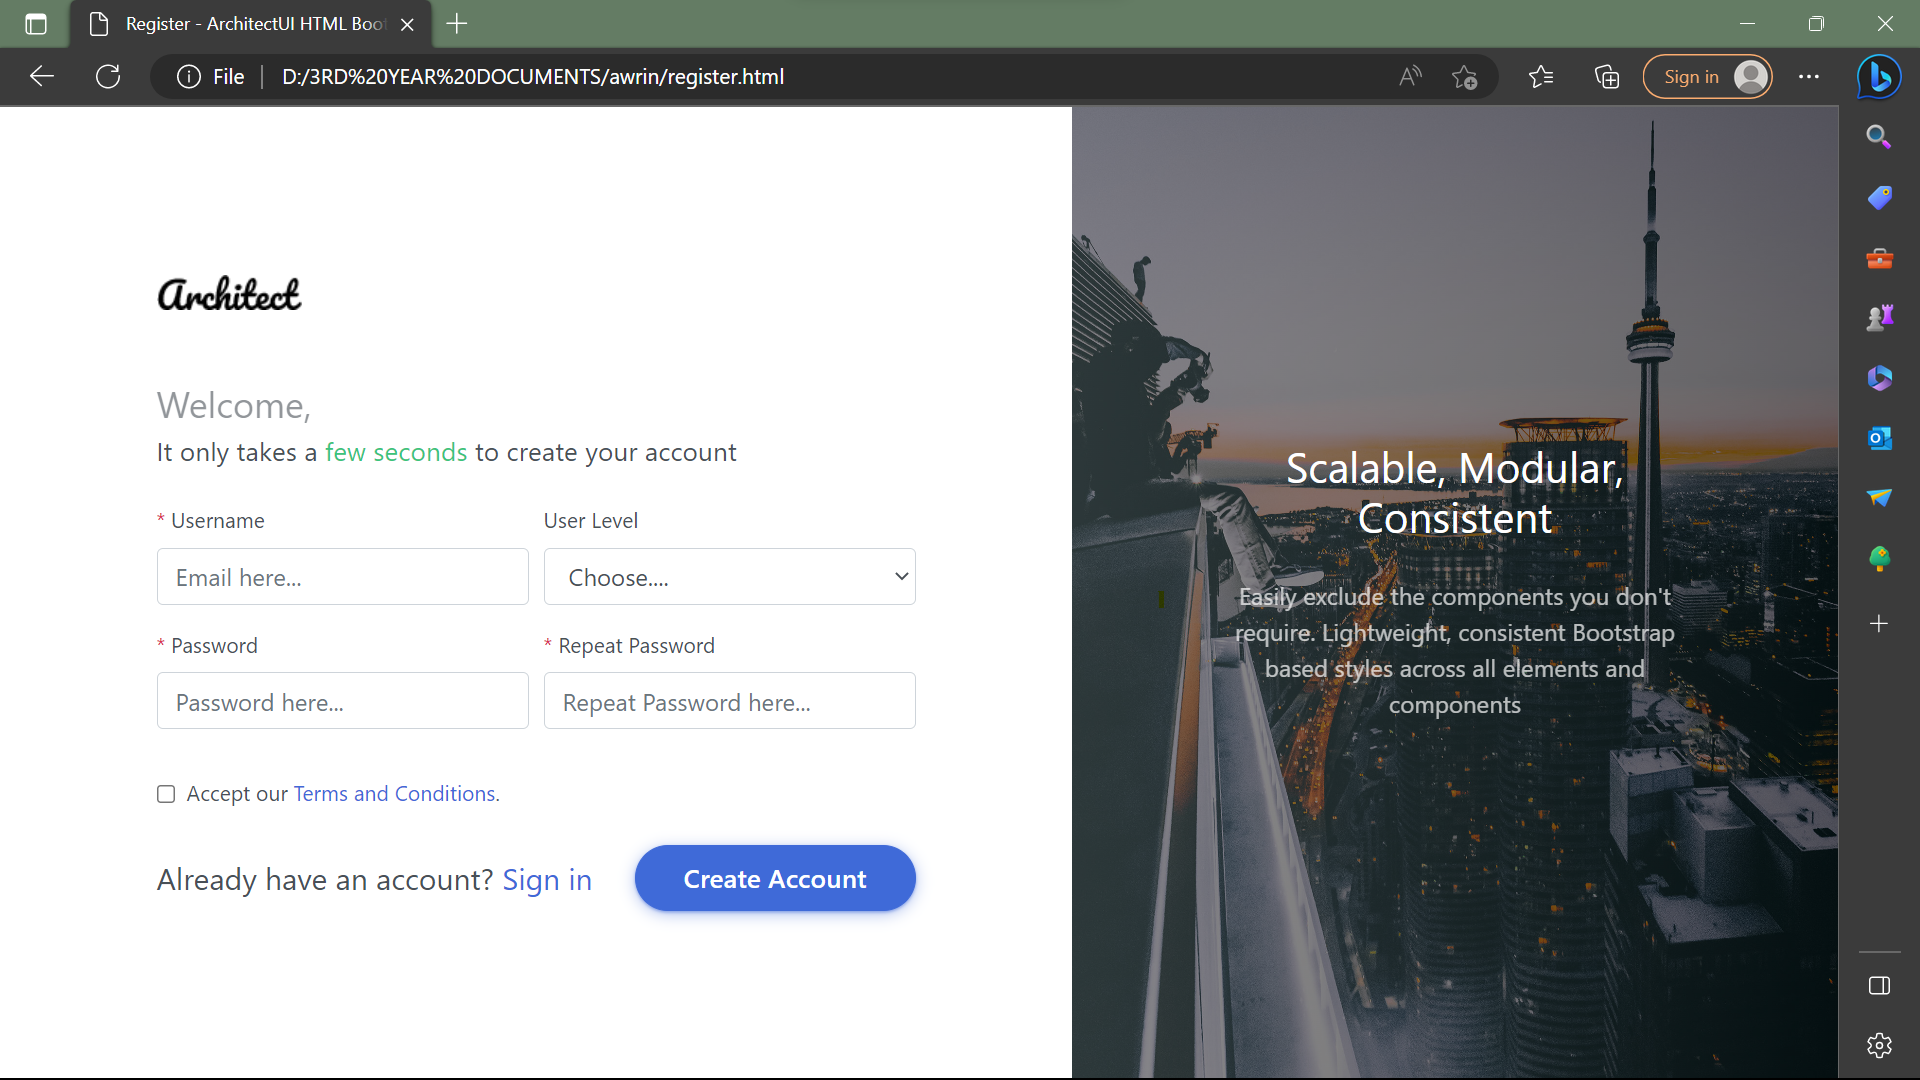 Register - ArchitectUI HTML Boo
File
D:/3RD%20YEAR%20DOCUMENTS/awrin/register.html
Sign in
Architect
Welcome,
It only takes a few seconds to create your account
* Username
User Level
Email here...
Choose....
* Password
* Repeat Password
Password here...
Repeat Password here...
Accept our Terms and Conditions.
Already have an account? Sign in
Create Account
Scalable, Modular,
Consistent
Easily exclude the components you don't
require. Lightweight, consistent Bootstrap
based styles across all elements and
components